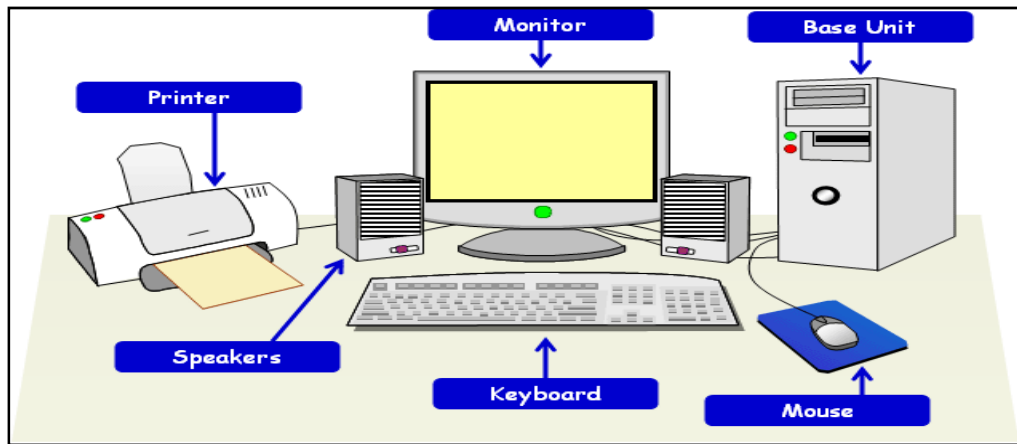 Monitor
Base Unit
Printer
Speakers
Keyboard
Mouse